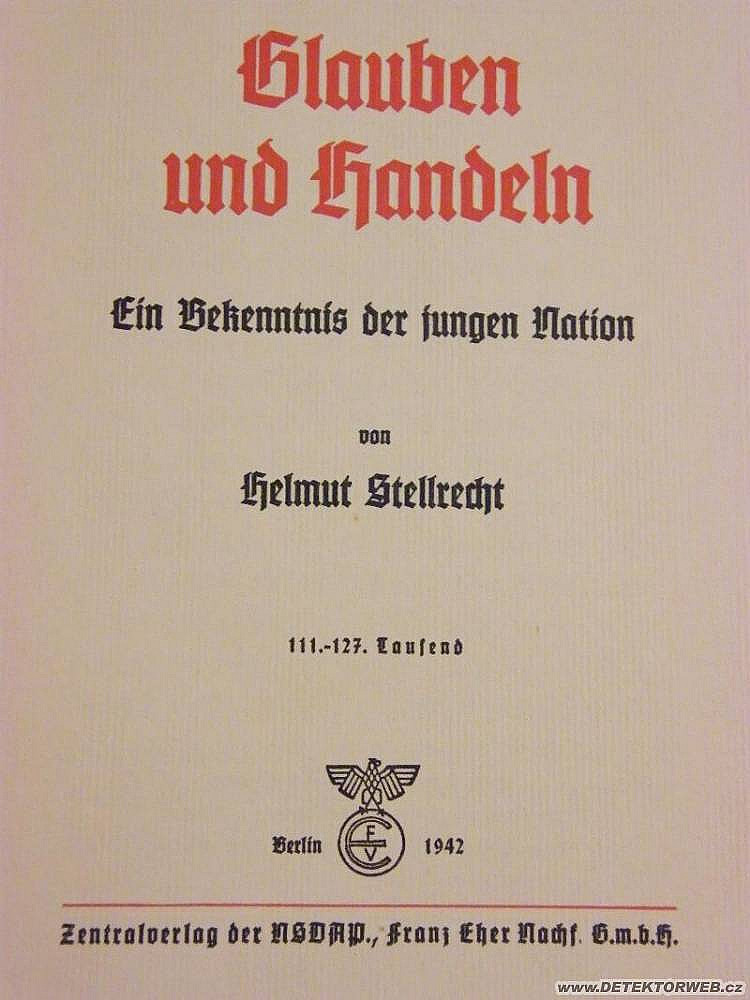 Glauben
und Handeln
Ein Bekenntnis der jungen Nation
von
Helmut Stellrecht
111.-127. Tausend
Berlin FEV 1942
Zentralverlag der NSDAP., Franz Eher Nachf. G.m.b.H.
www.DETEKTORWEB.cz